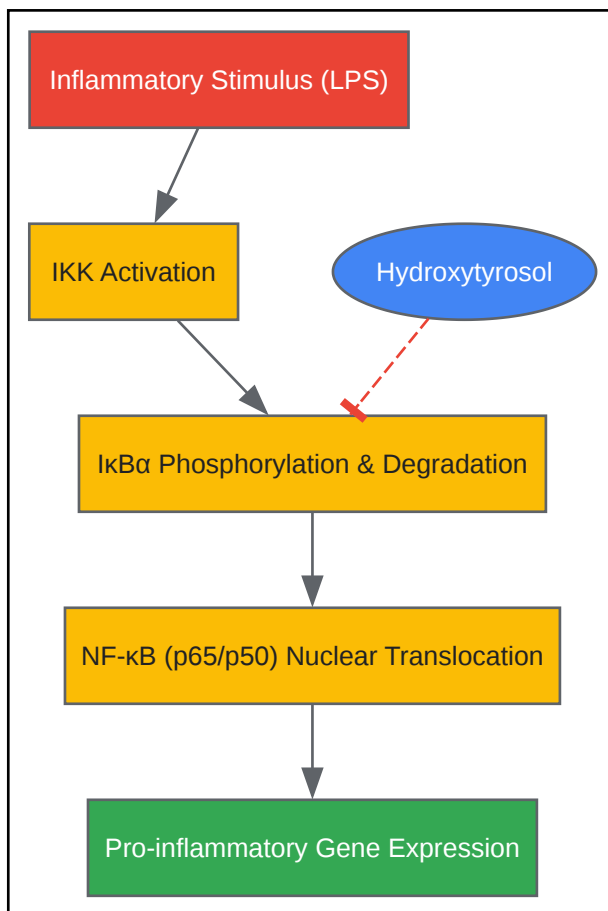 Inflammatory Stimulus (LPS)
IKK Activation
Hydroxytyrosol
IκBα Phosphorylation & Degradation
NF-κB (p65/p50) Nuclear Translocation
Pro-inflammatory Gene Expression